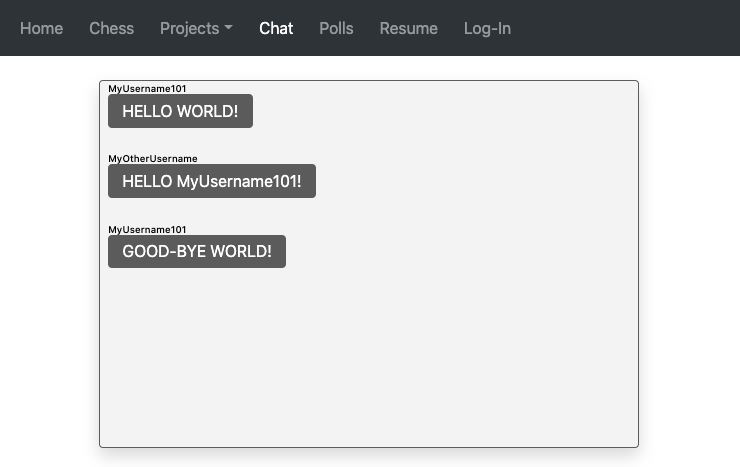 Home Chess Projects Chat Polls Resume Log-In
MyUsername101
HELLO WORLD!
MyOtherUsername
HELLO MyUsername101!
MyUsername101
GOOD-BYE WORLD!